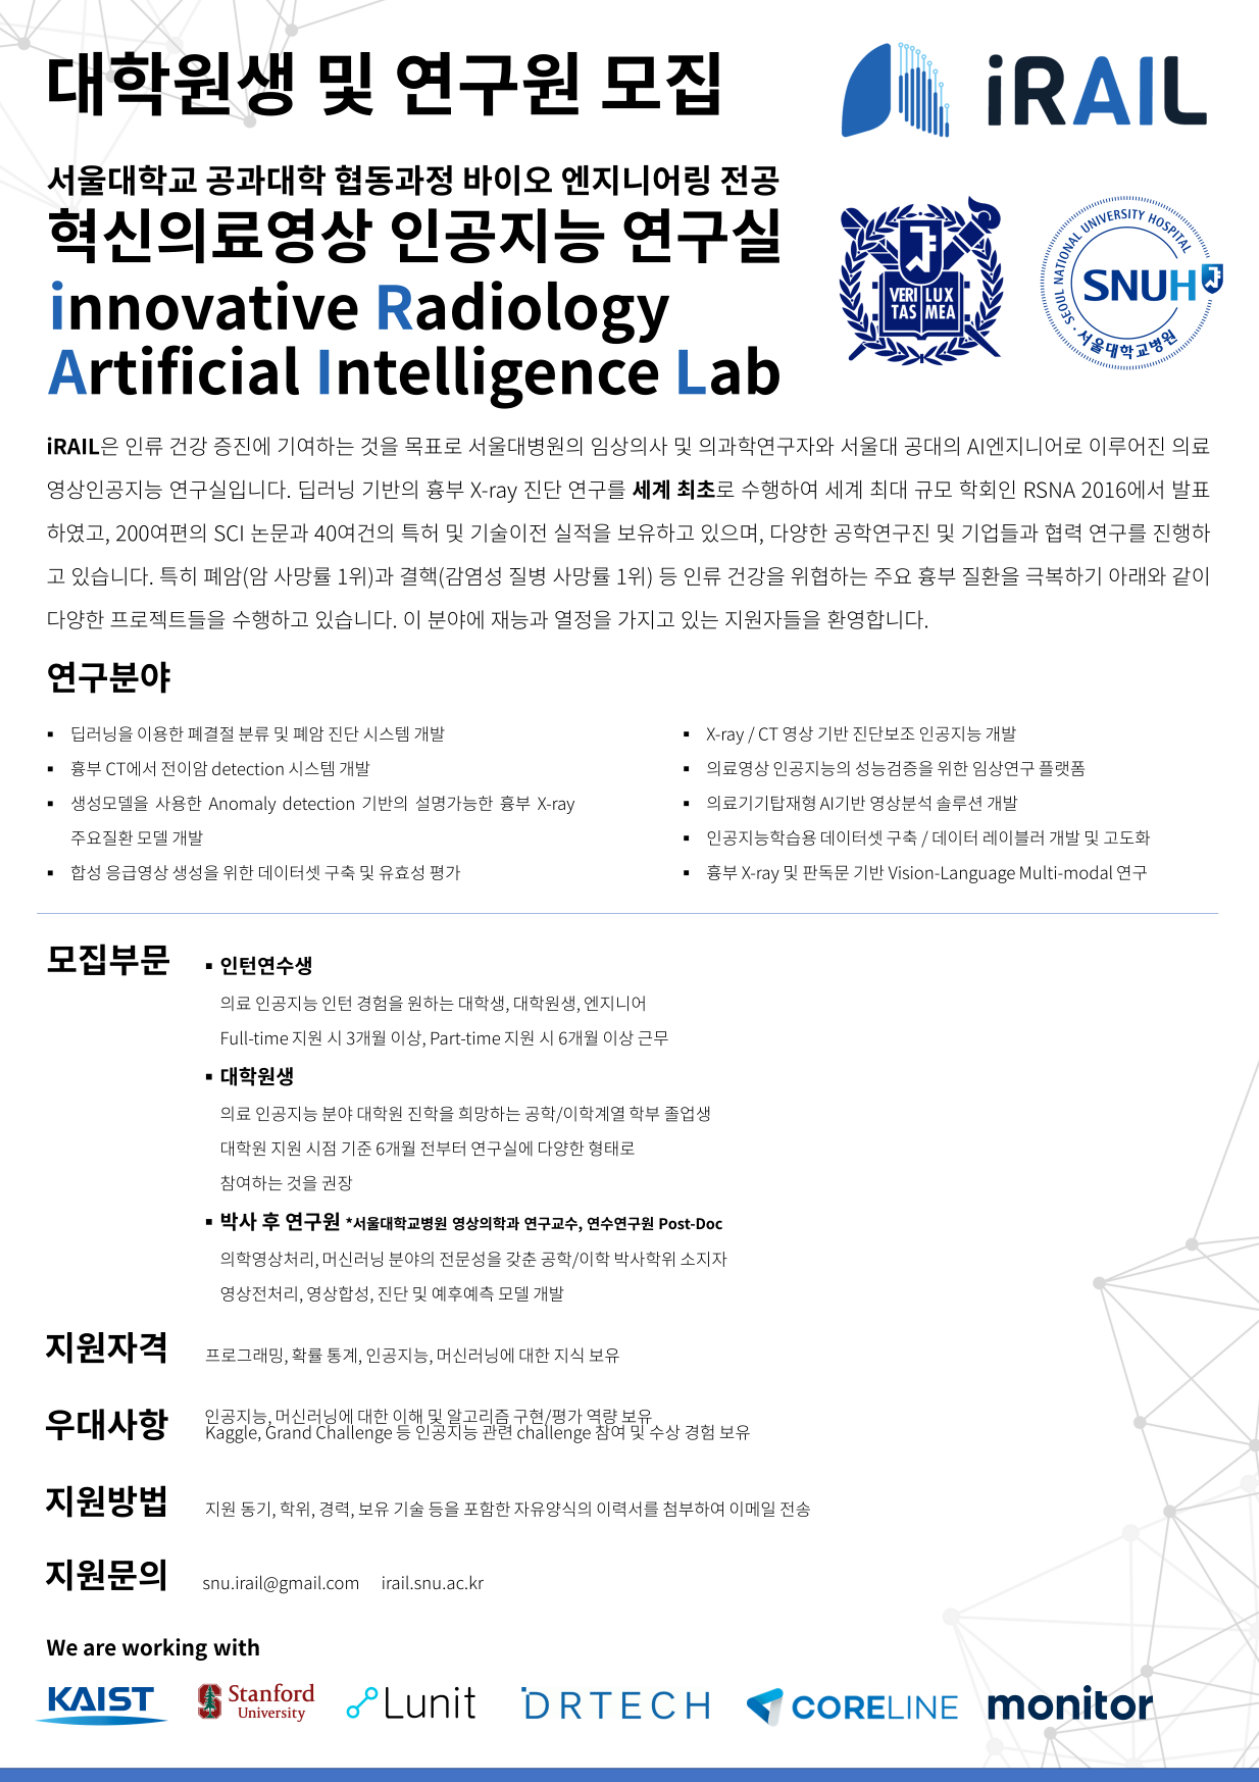 대학원생 및 연구원 모집
iRAIL
서울대학교 공과대학 협동과정 바이오 엔지니어링 전공
혁신의료영상 인공지능 연구실
innovative Radiology
Artificial Intelligence Lab
VERI LUX
TAS MEA
SEOUL NATIONAL UNIVERSITY HOSPITAL
SNUH
서울대학교병원
iRAIL은 인류 건강 증진에 기여하는 것을 목표로 서울대병원의 임상의사 및 의과학연구자와 서울대 공대의 AI엔지니어로 이루어진 의료
영상인공지능 연구실입니다. 딥러닝 기반의 흉부 X-ray 진단 연구를 세계 최초로 수행하여 세계 최대 규모 학회인 RSNA 2016에서 발표
하였고, 200여편의 SCI 논문과 40여건의 특허 및 기술이전 실적을 보유하고 있으며, 다양한 공학연구진 및 기업들과 협력 연구를 진행하
고 있습니다. 특히 폐암(암 사망률 1위)과 결핵(감염성 질병 사망률 1위) 등 인류 건강을 위협하는 주요 흉부 질환을 극복하기 아래와 같이
다양한 프로젝트들을 수행하고 있습니다. 이 분야에 재능과 열정을 가지고 있는 지원자들을 환영합니다.
연구분야
▪ 딥러닝을 이용한 폐결절 분류 및 폐암 진단 시스템 개발
▪ 흉부 CT에서 전이암 detection 시스템 개발
▪ 생성모델을 사용한 Anomaly detection 기반의 설명가능한 흉부 X-ray
주요질환 모델 개발
▪ 합성 응급영상 생성을 위한 데이터셋 구축 및 유효성 평가
▪ X-ray / CT 영상 기반 진단보조 인공지능 개발
▪ 의료영상 인공지능의 성능검증을 위한 임상연구 플랫폼
▪ 의료기기탑재형 AI기반 영상분석 솔루션 개발
▪ 인공지능학습용 데이터셋 구축 / 데이터 레이블러 개발 및 고도화
▪ 흉부 X-ray 및 판독문 기반 Vision-Language Multi-modal 연구
모집부문
▪ 인턴연수생
의료 인공지능 인턴 경험을 원하는 대학생, 대학원생, 엔지니어
Full-time 지원 시 3개월 이상, Part-time 지원 시 6개월 이상 근무
▪ 대학원생
의료 인공지능 분야 대학원 진학을 희망하는 공학/이학계열 학부 졸업생
대학원 지원 시점 기준 6개월 전부터 연구실에 다양한 형태로
참여하는 것을 권장
▪ 박사 후 연구원 *서울대학교병원 영상의학과 연구교수, 연수연구원 Post-Doc
의학영상처리, 머신러닝 분야의 전문성을 갖춘 공학/이학 박사학위 소지자
영상전처리, 영상합성, 진단 및 예후예측 모델 개발
지원자격
프로그래밍, 확률 통계, 인공지능, 머신러닝에 대한 지식 보유
우대사항
인공지능, 머신러닝에 대한 이해 및 알고리즘 구현/평가 역량 보유
Kaggle, Grand Challenge 등 인공지능 관련 challenge 참여 및 수상 경험 보유
지원방법
지원 동기, 학위, 경력, 보유 기술 등을 포함한 자유양식의 이력서를 첨부하여 이메일 전송
지원문의
snu.irail@gmail.com irail.snu.ac.kr
We are working with
KAIST
Stanford
University
Lunit
DRTECH
CORELINE
monitor